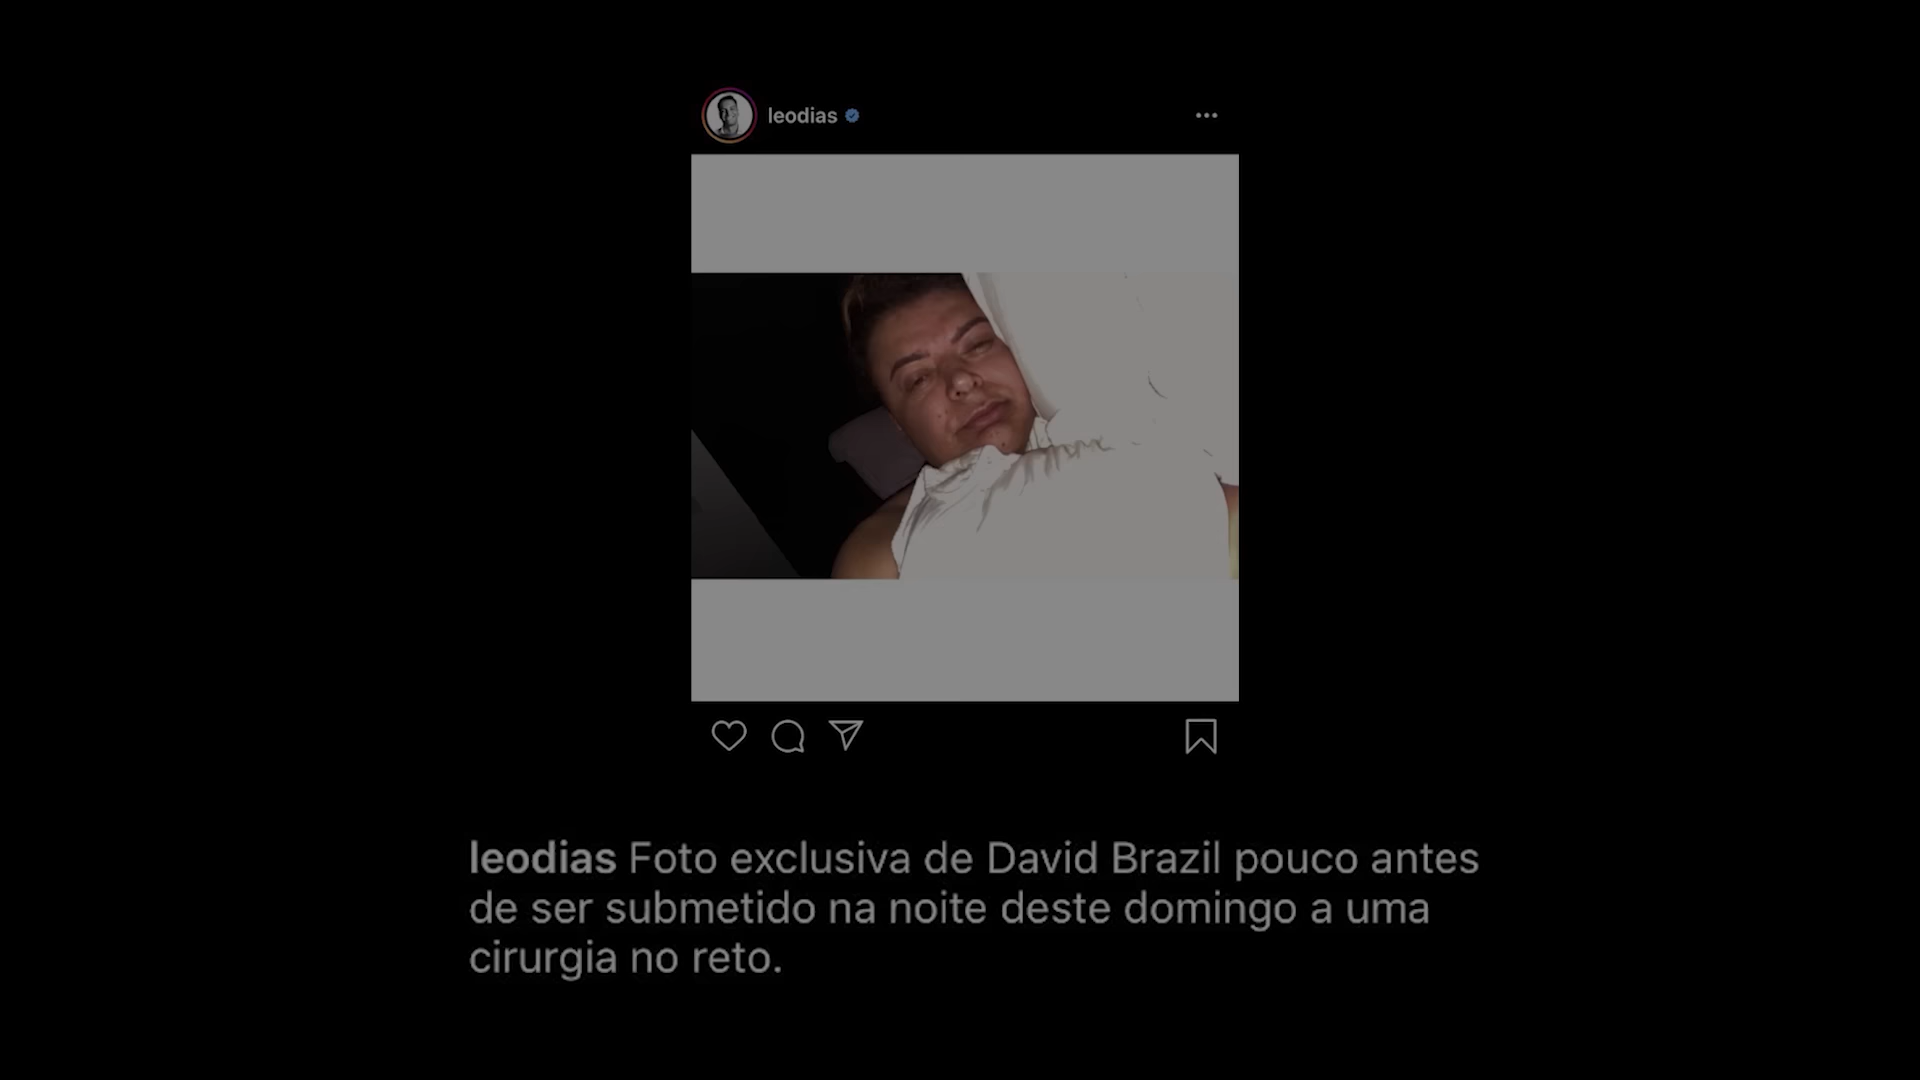 leodias
leodias Foto exclusiva de David Brazil pouco antes
de ser submetido na noite deste domingo a uma
cirurgia no reto.